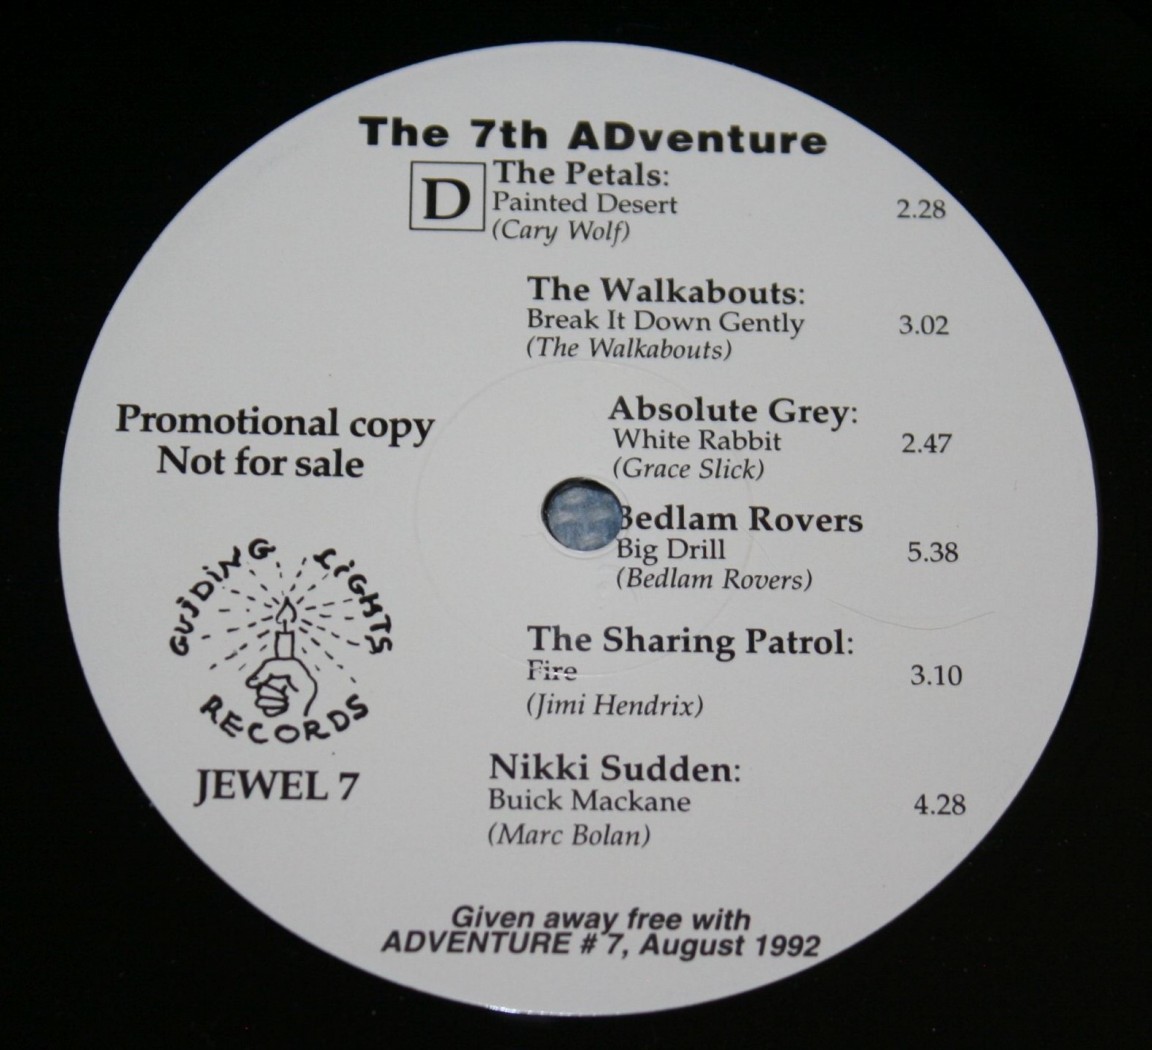 The 7th ADventure
D
The Petals:
Painted Desert 2.28
(Cary Wolf)
The Walkabouts:
Break It Down Gently 3.02
(The Walkabouts)
Absolute Grey:
White Rabbit 2.47
(Grace Slick)
Bedlam Rovers
Big Drill 5.38
(Bedlam Rovers)
The Sharing Patrol:
Fire 3.10
(Jimi Hendrix)
Nikki Sudden:
Buick Mackane 4.28
(Marc Bolan)
Promotional copy
Not for sale
GUiDiNG LiGHTS
RECORDS
JEWEL 7
Given away free with
ADVENTURE # 7, August 1992